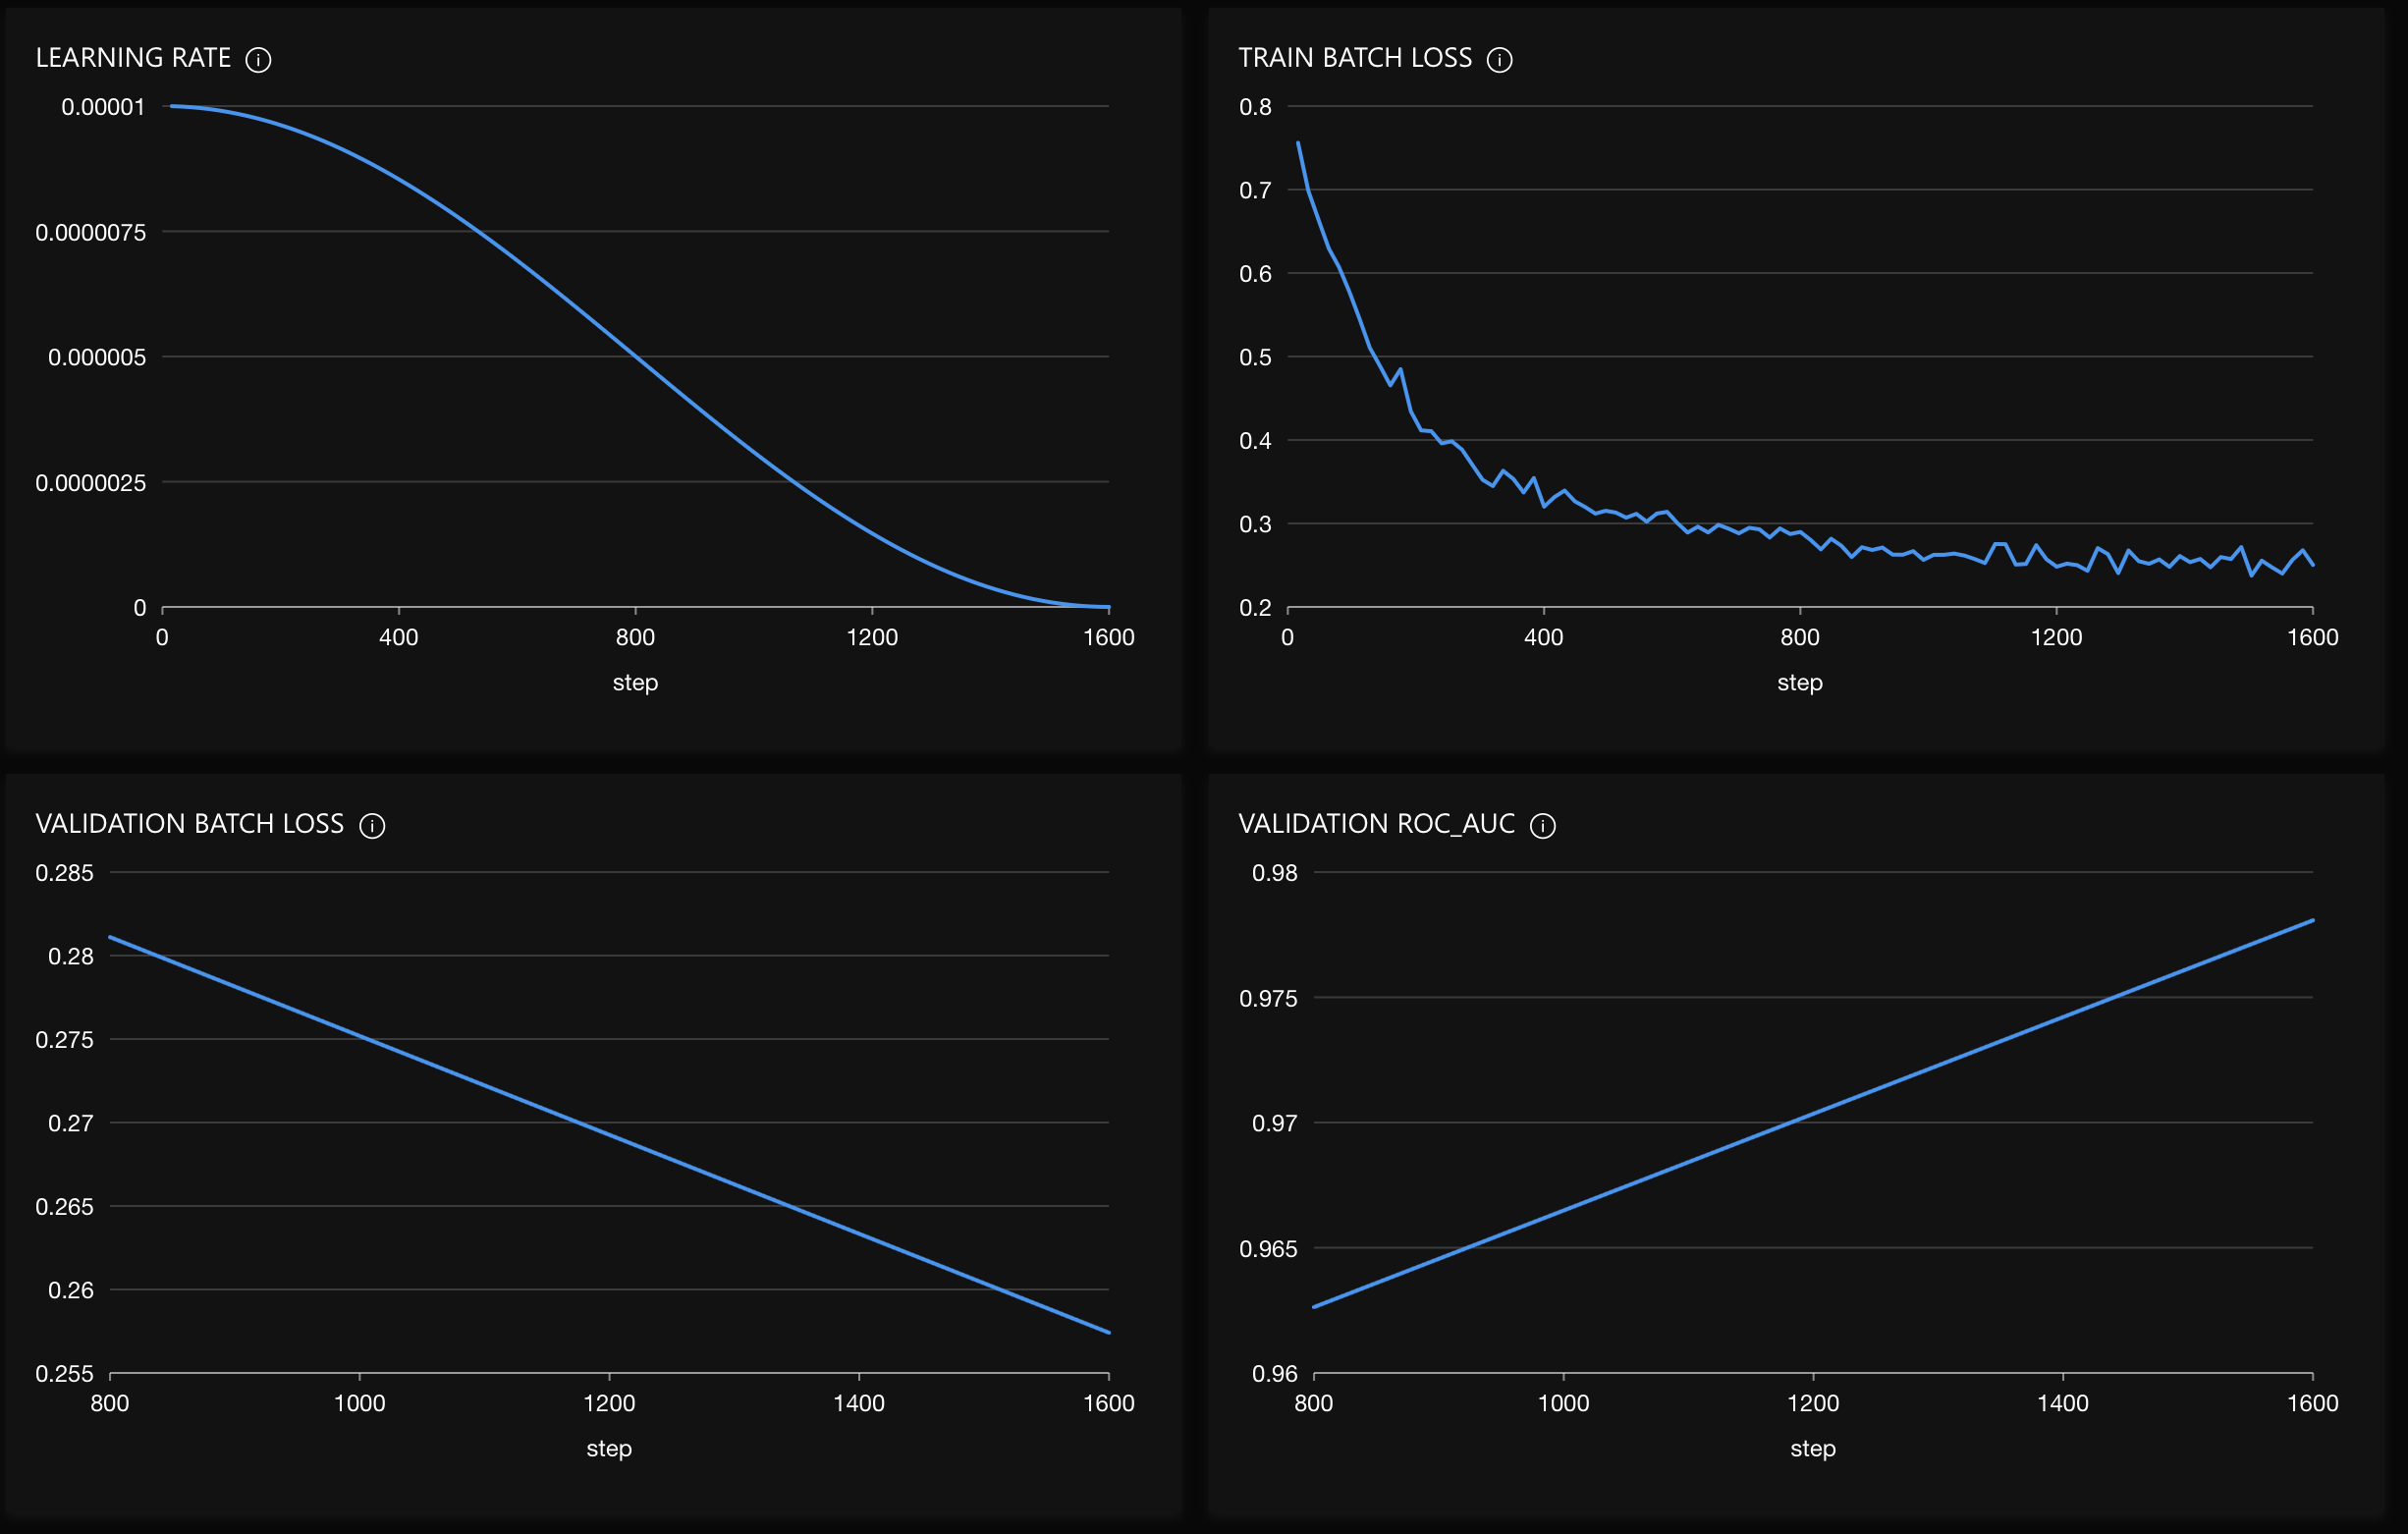 LEARNING RATE
0.00001
0.0000075
0.000005
0.0000025
0
0 400 800 1200 1600
step
TRAIN BATCH LOSS
0.8
0.7
0.6
0.5
0.4
0.3
0.2
0 400 800 1200 1600
step
VALIDATION BATCH LOSS
0.285
0.28
0.275
0.27
0.265
0.26
0.255
800 1000 1200 1400 1600
step
VALIDATION ROC_AUC
0.98
0.975
0.97
0.965
0.96
800 1000 1200 1400 1600
step